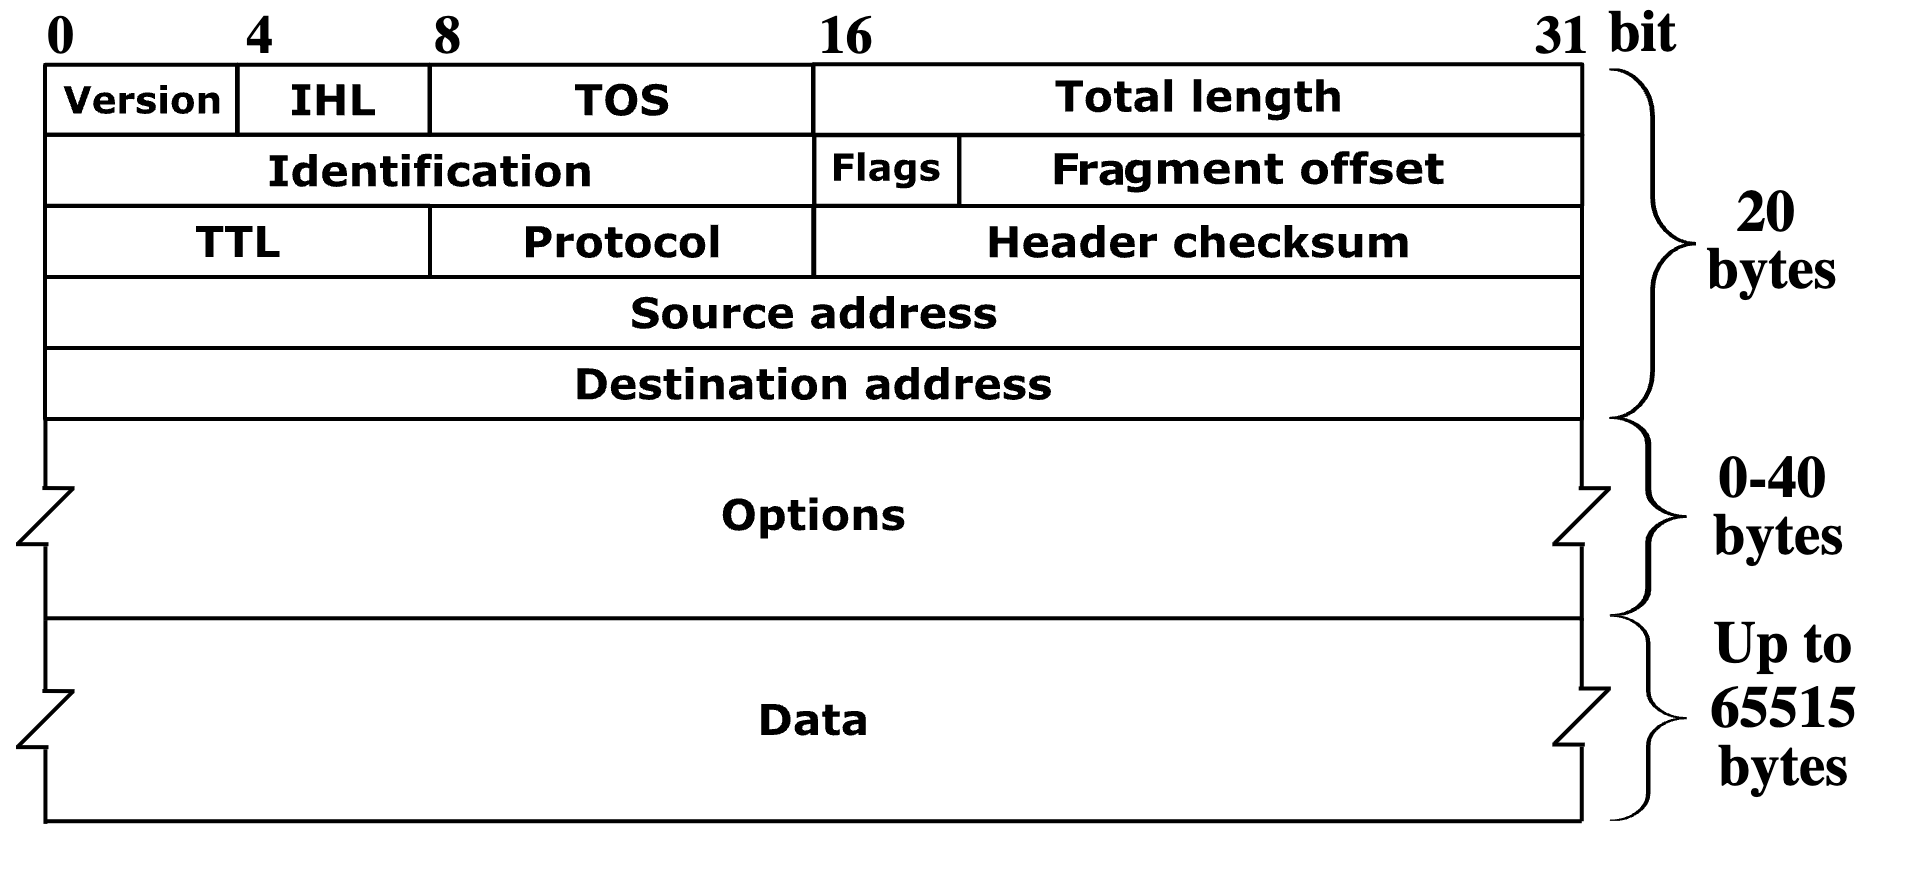 0 4 8 16 31 bit
Version IHL TOS Total length
Identification Flags Fragment offset
TTL Protocol Header checksum
Source address
Destination address
20
bytes
Options
0-40
bytes
Data
Up to
65515
bytes